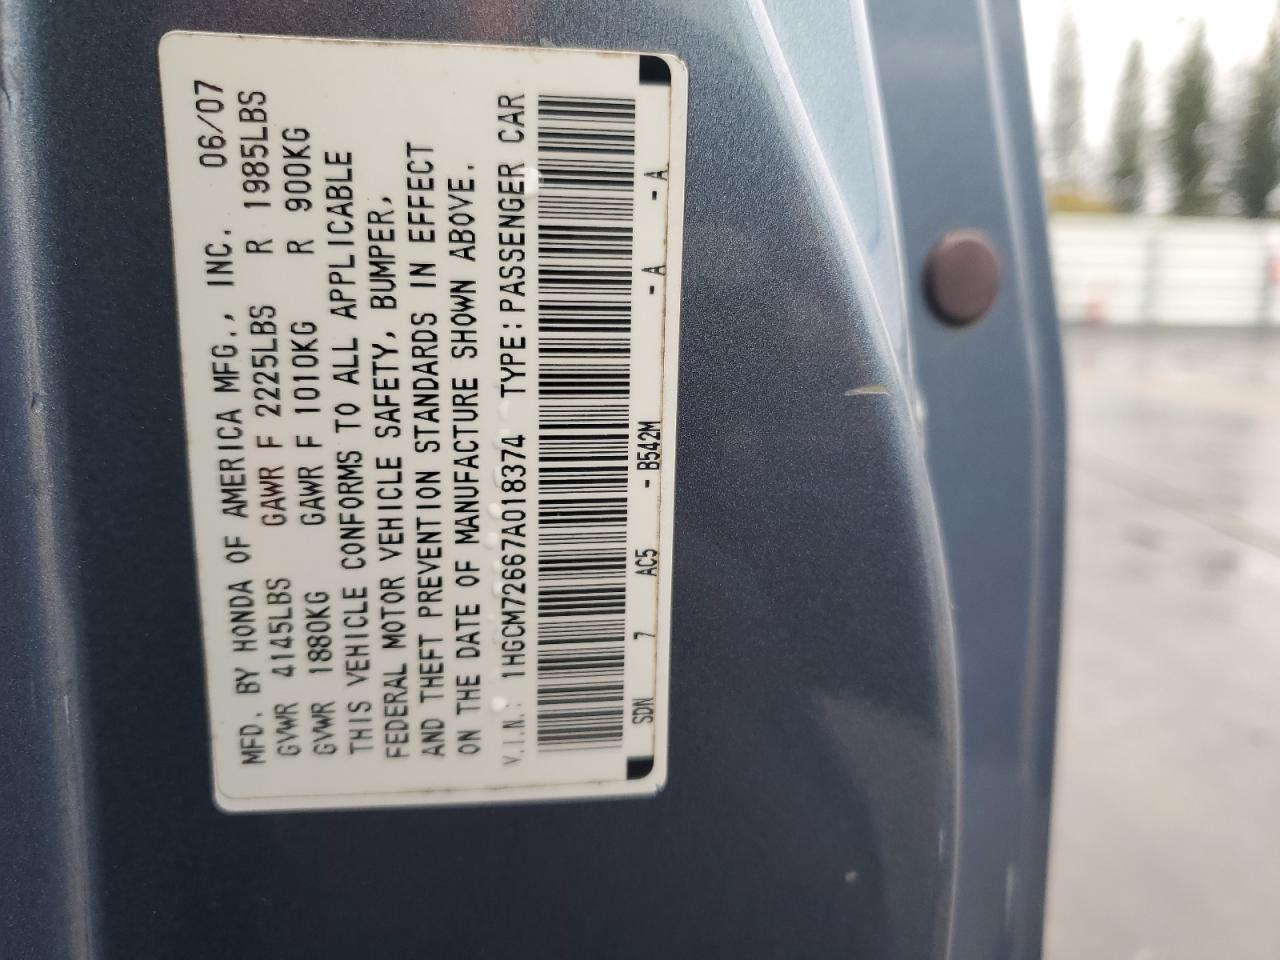 MFD. BY HONDA OF AMERICA MFG., INC. 06/07
GVWR 4145LBS GAWR F 2225LBS R 1985LBS
GVWR 1880KG GAWR F 1010KG R 900KG
THIS VEHICLE CONFORMS TO ALL APPLICABLE
FEDERAL MOTOR VEHICLE SAFETY, BUMPER,
AND THEFT PREVENTION STANDARDS IN EFFECT
ON THE DATE OF MANUFACTURE SHOWN ABOVE.
V.I.N.: 1HGCM72667A018374 TYPE:PASSENGER CAR
SDN 7 AC5 - B542M - A - A